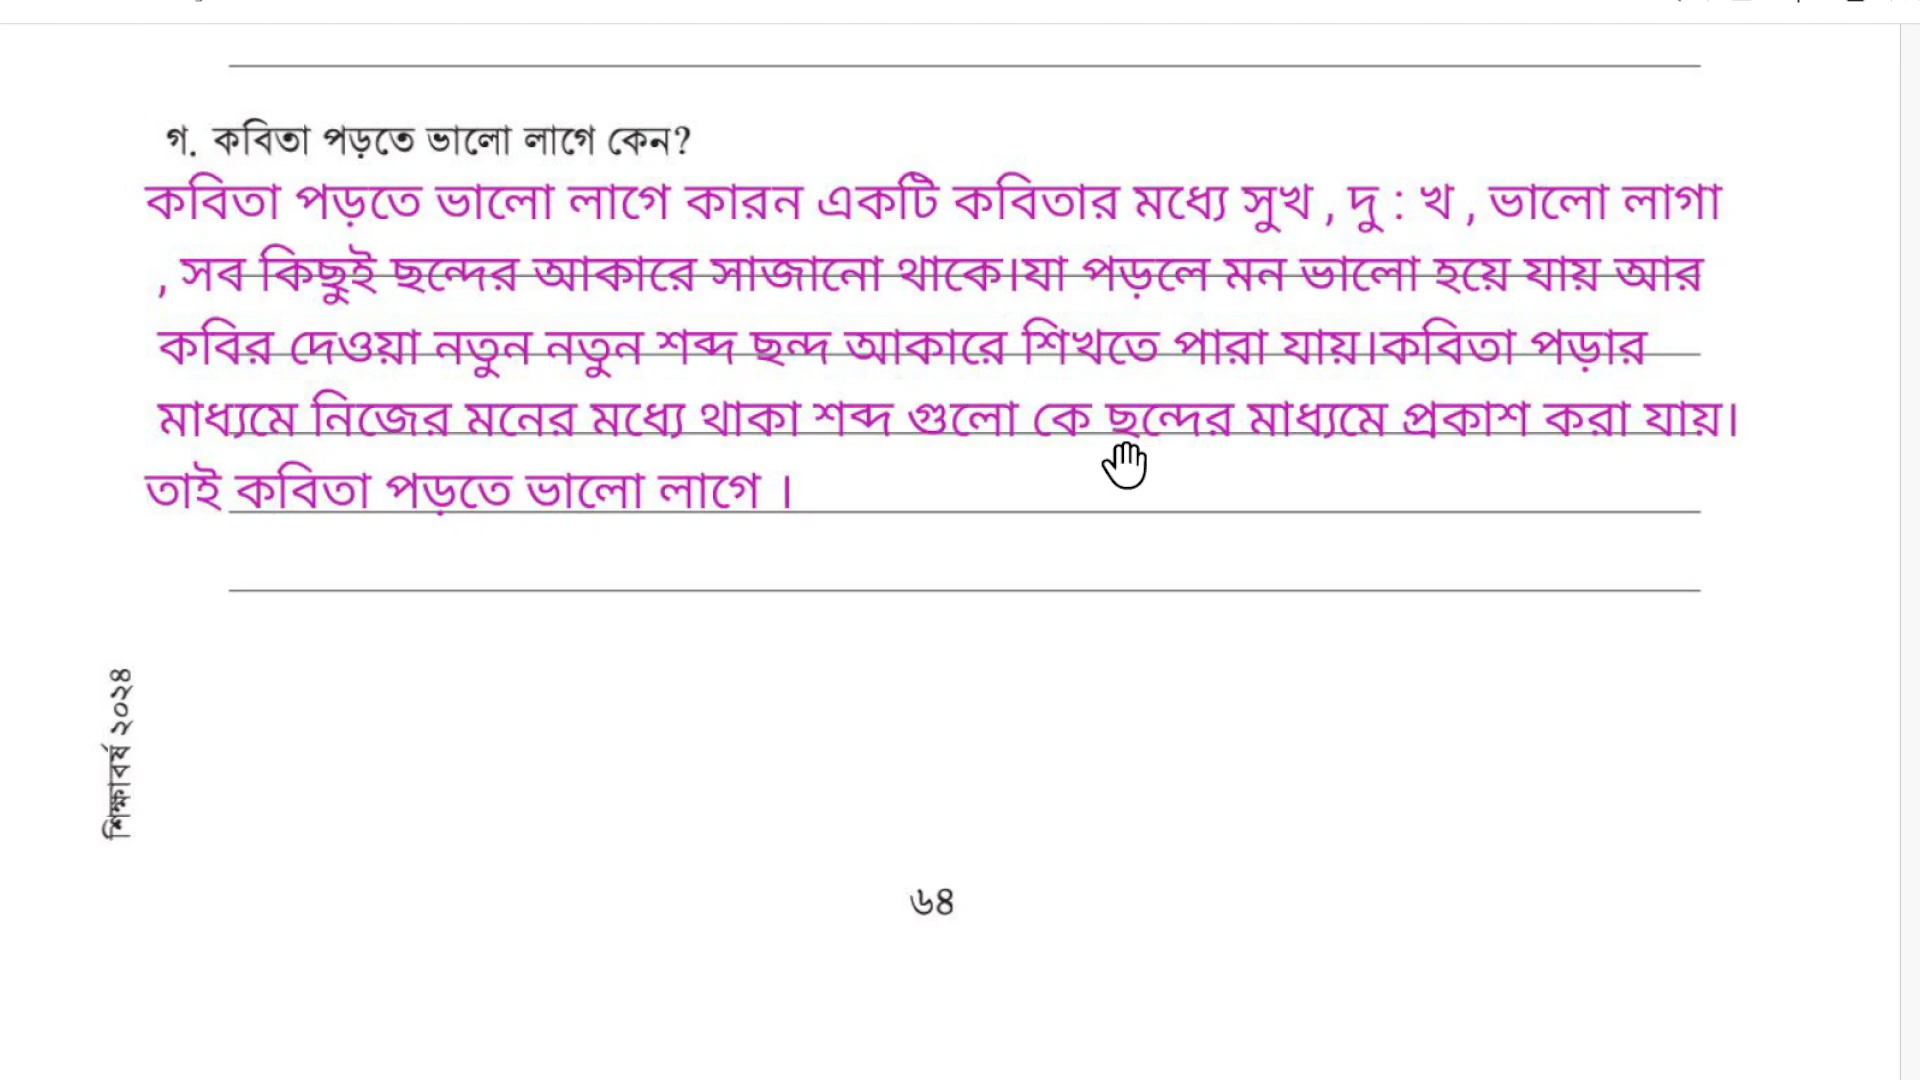 গ. কবিতা পড়তে ভালো লাগে কেন?
কবিতা পড়তে ভালো লাগে কারন একটি কবিতার মধ্যে সুখ , দু : খ , ভালো লাগা
, সব কিছুই ছন্দের আকারে সাজানো থাকে।যা পড়লে মন ভালো হয়ে যায় আর
কবির দেওয়া নতুন নতুন শব্দ ছন্দ আকারে শিখতে পারা যায়।কবিতা পড়ার
মাধ্যমে নিজের মনের মধ্যে থাকা শব্দ গুলো কে ছন্দের মাধ্যমে প্রকাশ করা যায়।
তাই কবিতা পড়তে ভালো লাগে ।
শিক্ষাবর্ষ ২০২৪
৬৪